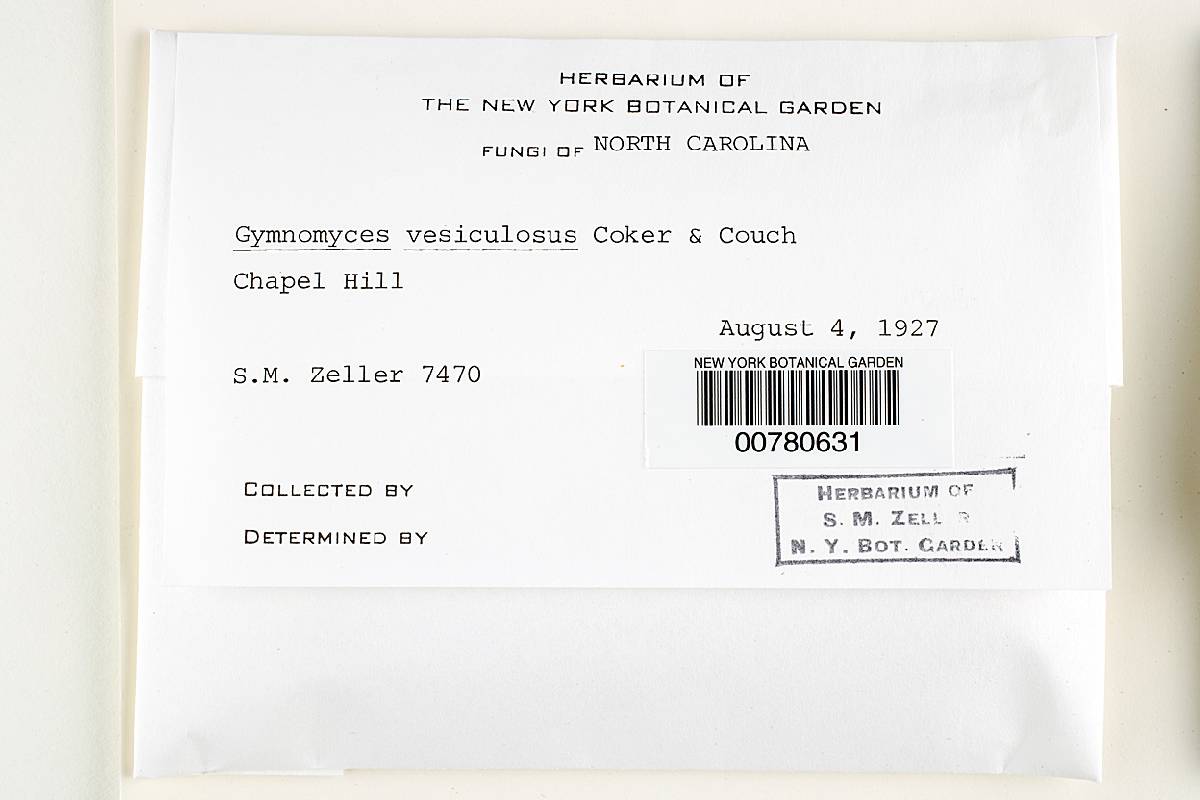 HERBARIUM OF
THE NEW YORK BOTANICAL GARDEN
FUNGI OF NORTH CAROLINA
Gymnomyces vesiculosus Coker & Couch
Chapel Hill
August 4, 1927
S.M. Zeller 7470
NEW YORK BOTANICAL GARDEN
00780631
COLLECTED BY
DETERMINED BY
HERBARIUM OF
S. M. ZELLER
N. Y. BOT. GARDEN